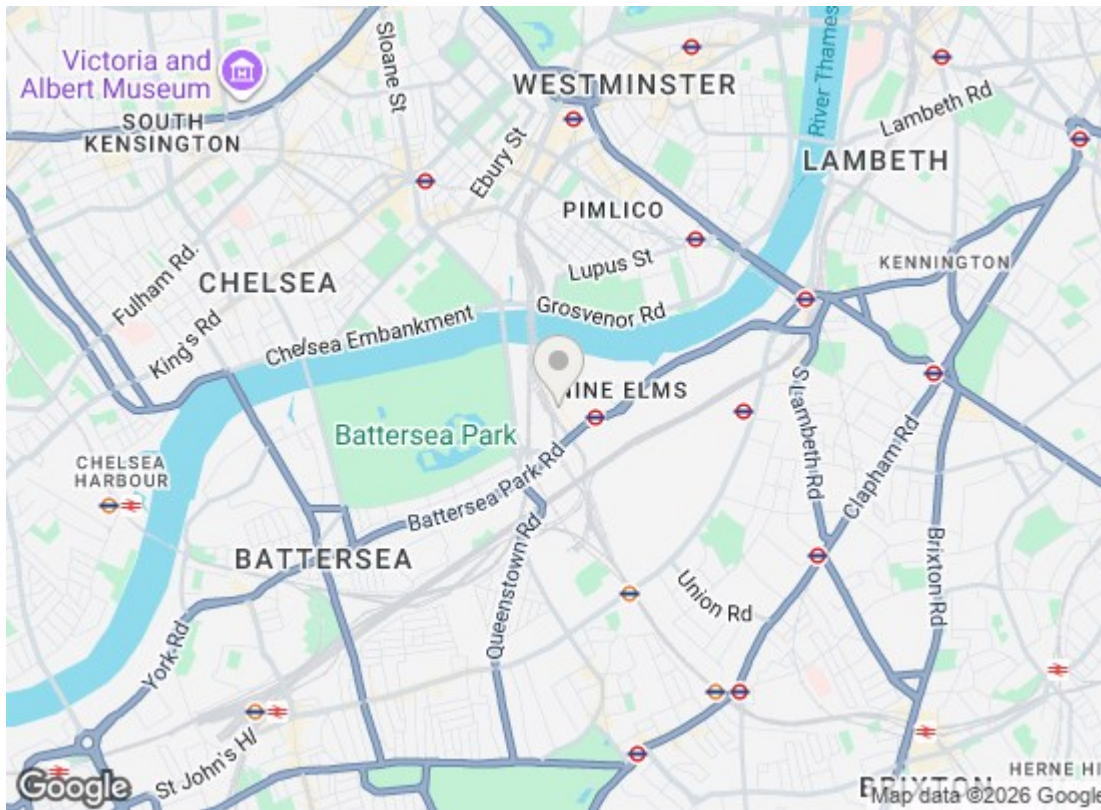 Victoria and
Albert Museum
SOUTH
KENSINGTON
Sloane St
WESTMINSTER
River Thames
Lambeth Rd
LAMBETH
Ebury St
PIMLICO
Lupus St
KENNINGTON
Fulham Rd.
CHELSEA
King's Rd
Chelsea Embankment
Grosvenor Rd
NINE ELMS
S Lambeth Rd
Clapham Rd
Battersea Park
CHELSEA
HARBOUR
Battersea Park Rd
BATTERSEA
Queenstown Rd
Union Rd
Brixton Rd
York Rd
St John's H
HERNE HI
BRIXTON
Google
Map data ©2026 Google